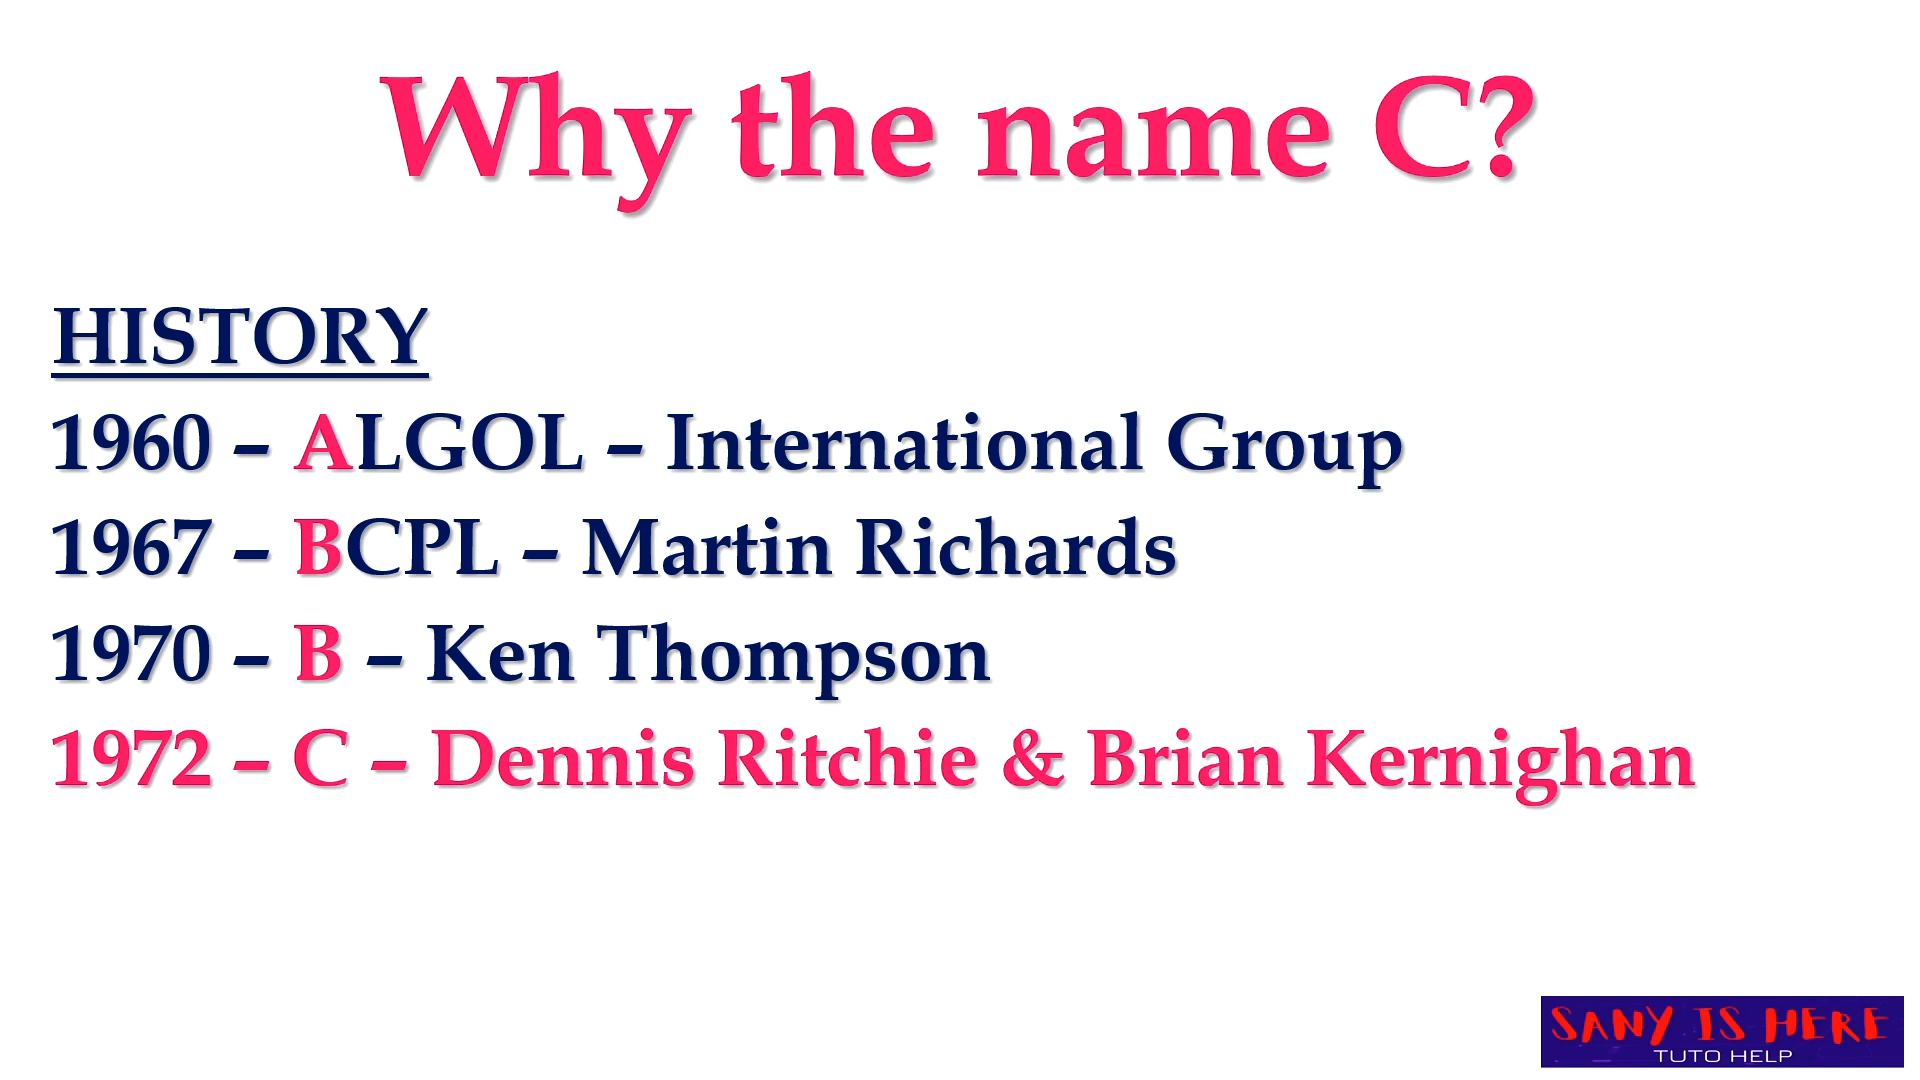 Why the name C?
HISTORY
1960 – ALGOL – International Group
1967 – BCPL – Martin Richards
1970 – B – Ken Thompson
1972 – C – Dennis Ritchie & Brian Kernighan
SANY IS HERE
TUTO HELP